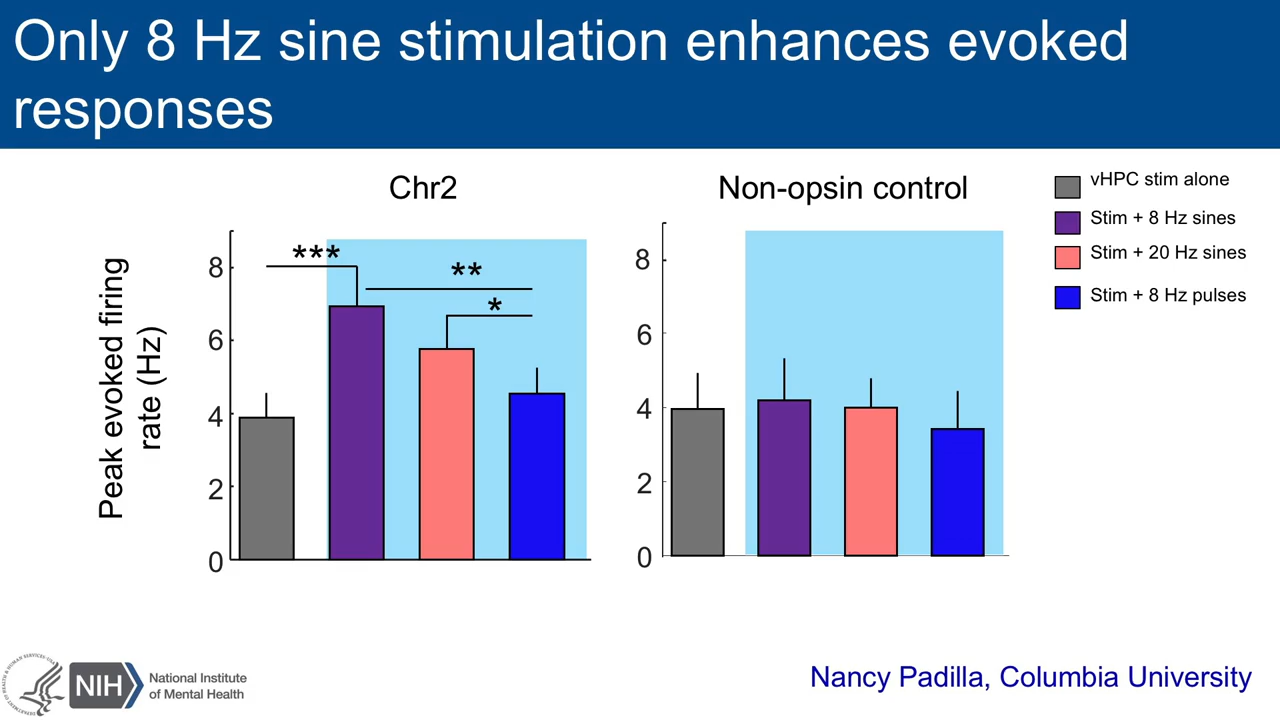 Only 8 Hz sine stimulation enhances evoked
responses
Chr2
Non-opsin control
vHPC stim alone
Stim + 8 Hz sines
Stim + 20 Hz sines
Stim + 8 Hz pulses
Peak evoked firing
rate (Hz)
8
6
4
2
0
***
**
*
8
6
4
2
0
NIH
National Institute
of Mental Health
Nancy Padilla, Columbia University